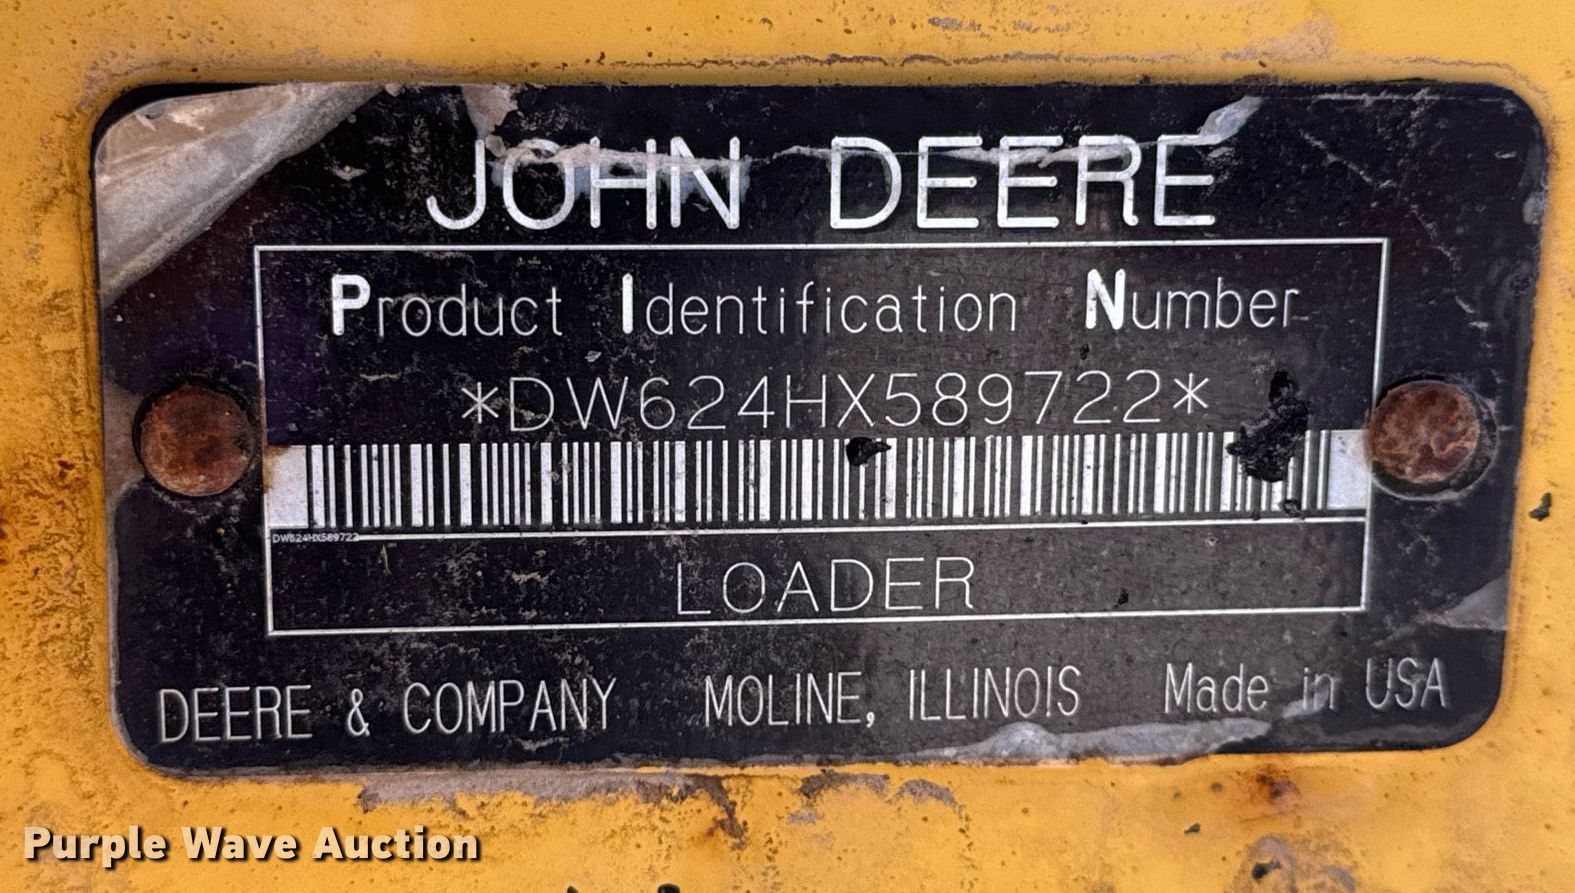 JOHN DEERE
Product Identification Number
*DW624HX589722*
DW624HX589722
LOADER
DEERE & COMPANY MOLINE, ILLINOIS Made in USA
Purple Wave Auction